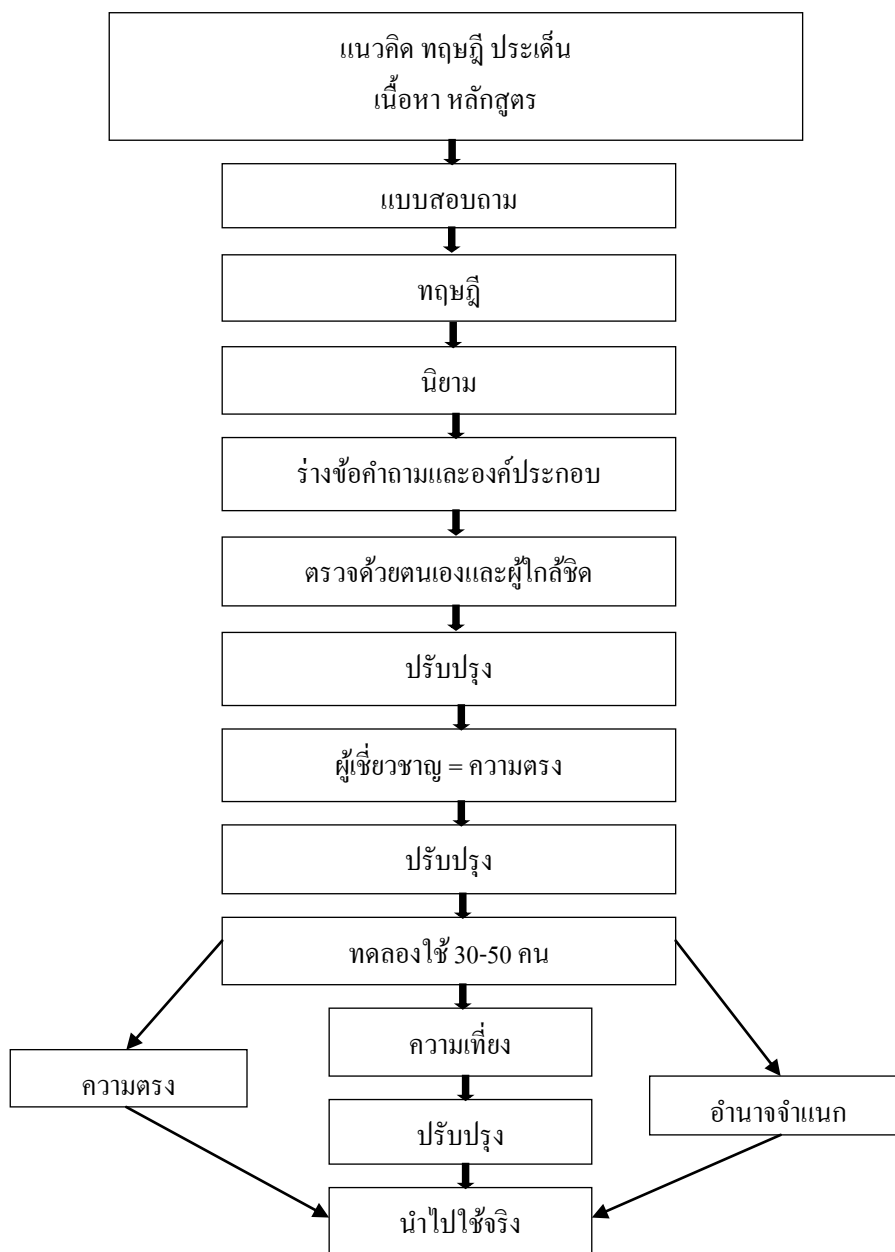 แนวคิด ทฤษฎี ประเด็น
เนื้อหา หลักสูตร
แบบสอบถาม
ทฤษฎี
นิยาม
ร่างข้อคำถามและองค์ประกอบ
ตรวจด้วยตนเองและผู้ใกล้ชิด
ปรับปรุง
ผู้เชี่ยวชาญ = ความตรง
ปรับปรุง
ทดลองใช้ 30-50 คน
ความเที่ยง
ความตรง
อำนาจจำแนก
ปรับปรุง
นำไปใช้จริง